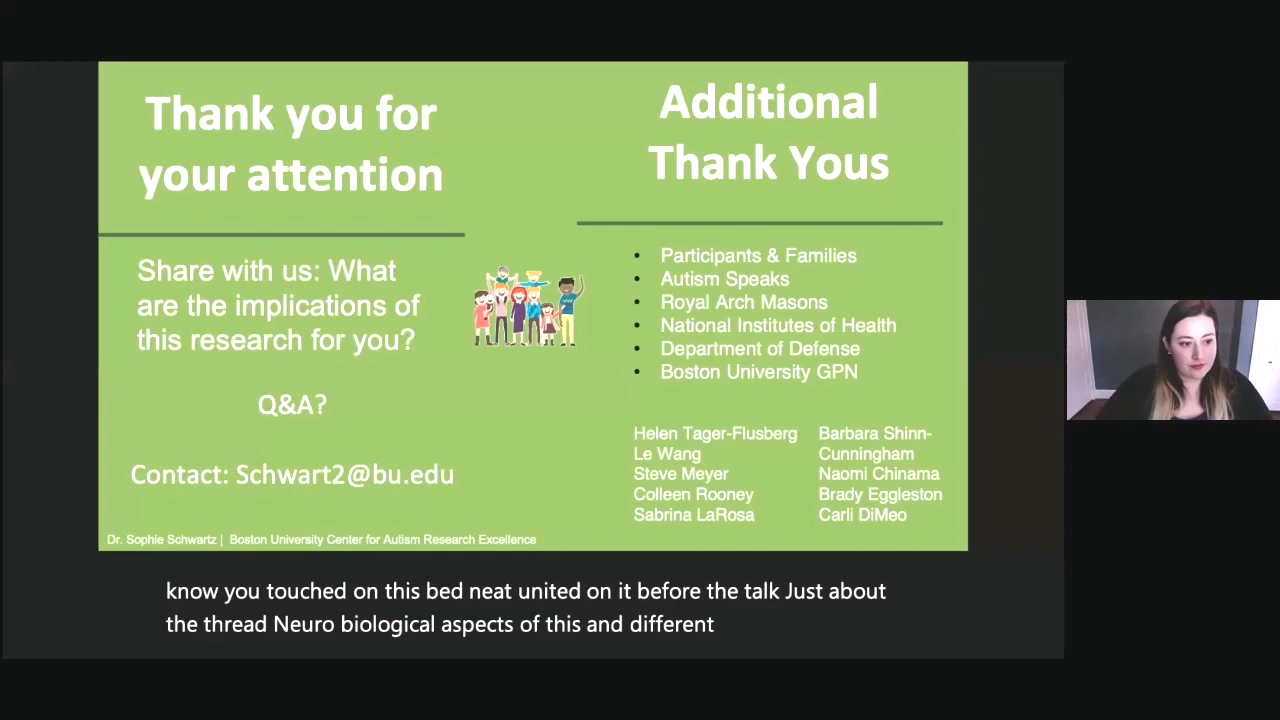 Thank you for
your attention
Share with us: What
are the implications of
this research for you?
Q&A?
Contact: Schwart2@bu.edu
Dr. Sophie Schwartz | Boston University Center for Autism Research Excellence
Additional
Thank Yous
• Participants & Families
• Autism Speaks
• Royal Arch Masons
• National Institutes of Health
• Department of Defense
• Boston University GPN
Helen Tager-Flusberg
Le Wang
Steve Meyer
Colleen Rooney
Sabrina LaRosa
Barbara Shinn-
Cunningham
Naomi Chinama
Brady Eggleston
Carli DiMeo
know you touched on this bed neat united on it before the talk Just about
the thread Neuro biological aspects of this and different